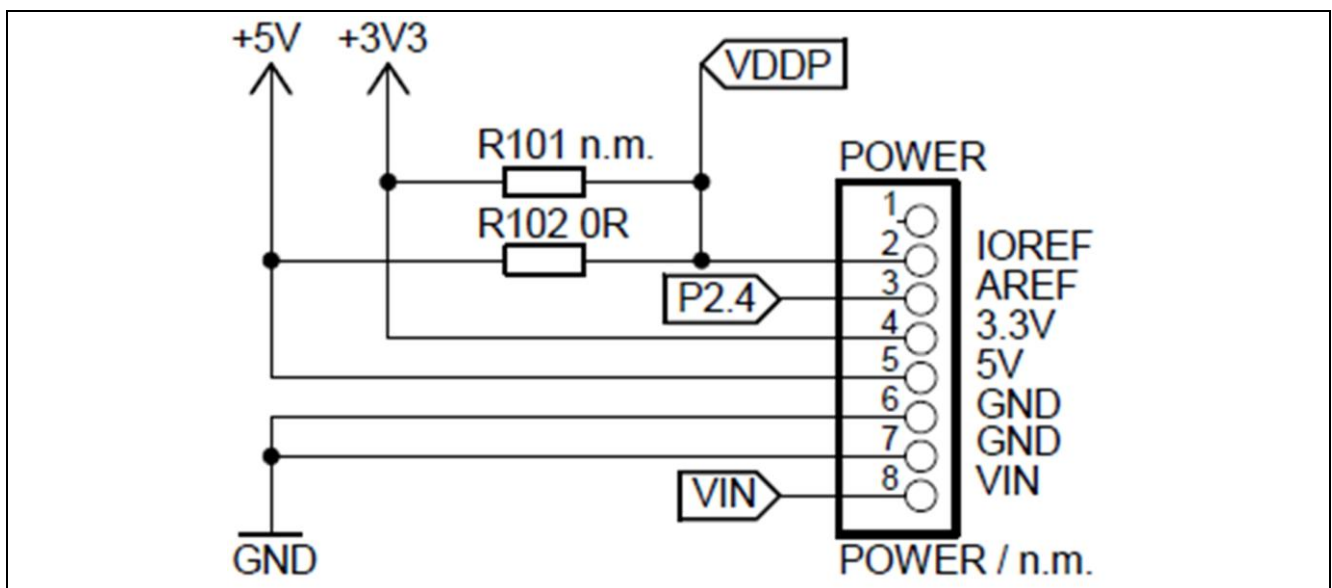 +5V +3V3
VDDP
R101 n.m.
POWER
R102 0R
1
2 IOREF
P2.4 3 AREF
4 3.3V
5 5V
6 GND
7 GND
VIN 8 VIN
GND
POWER / n.m.